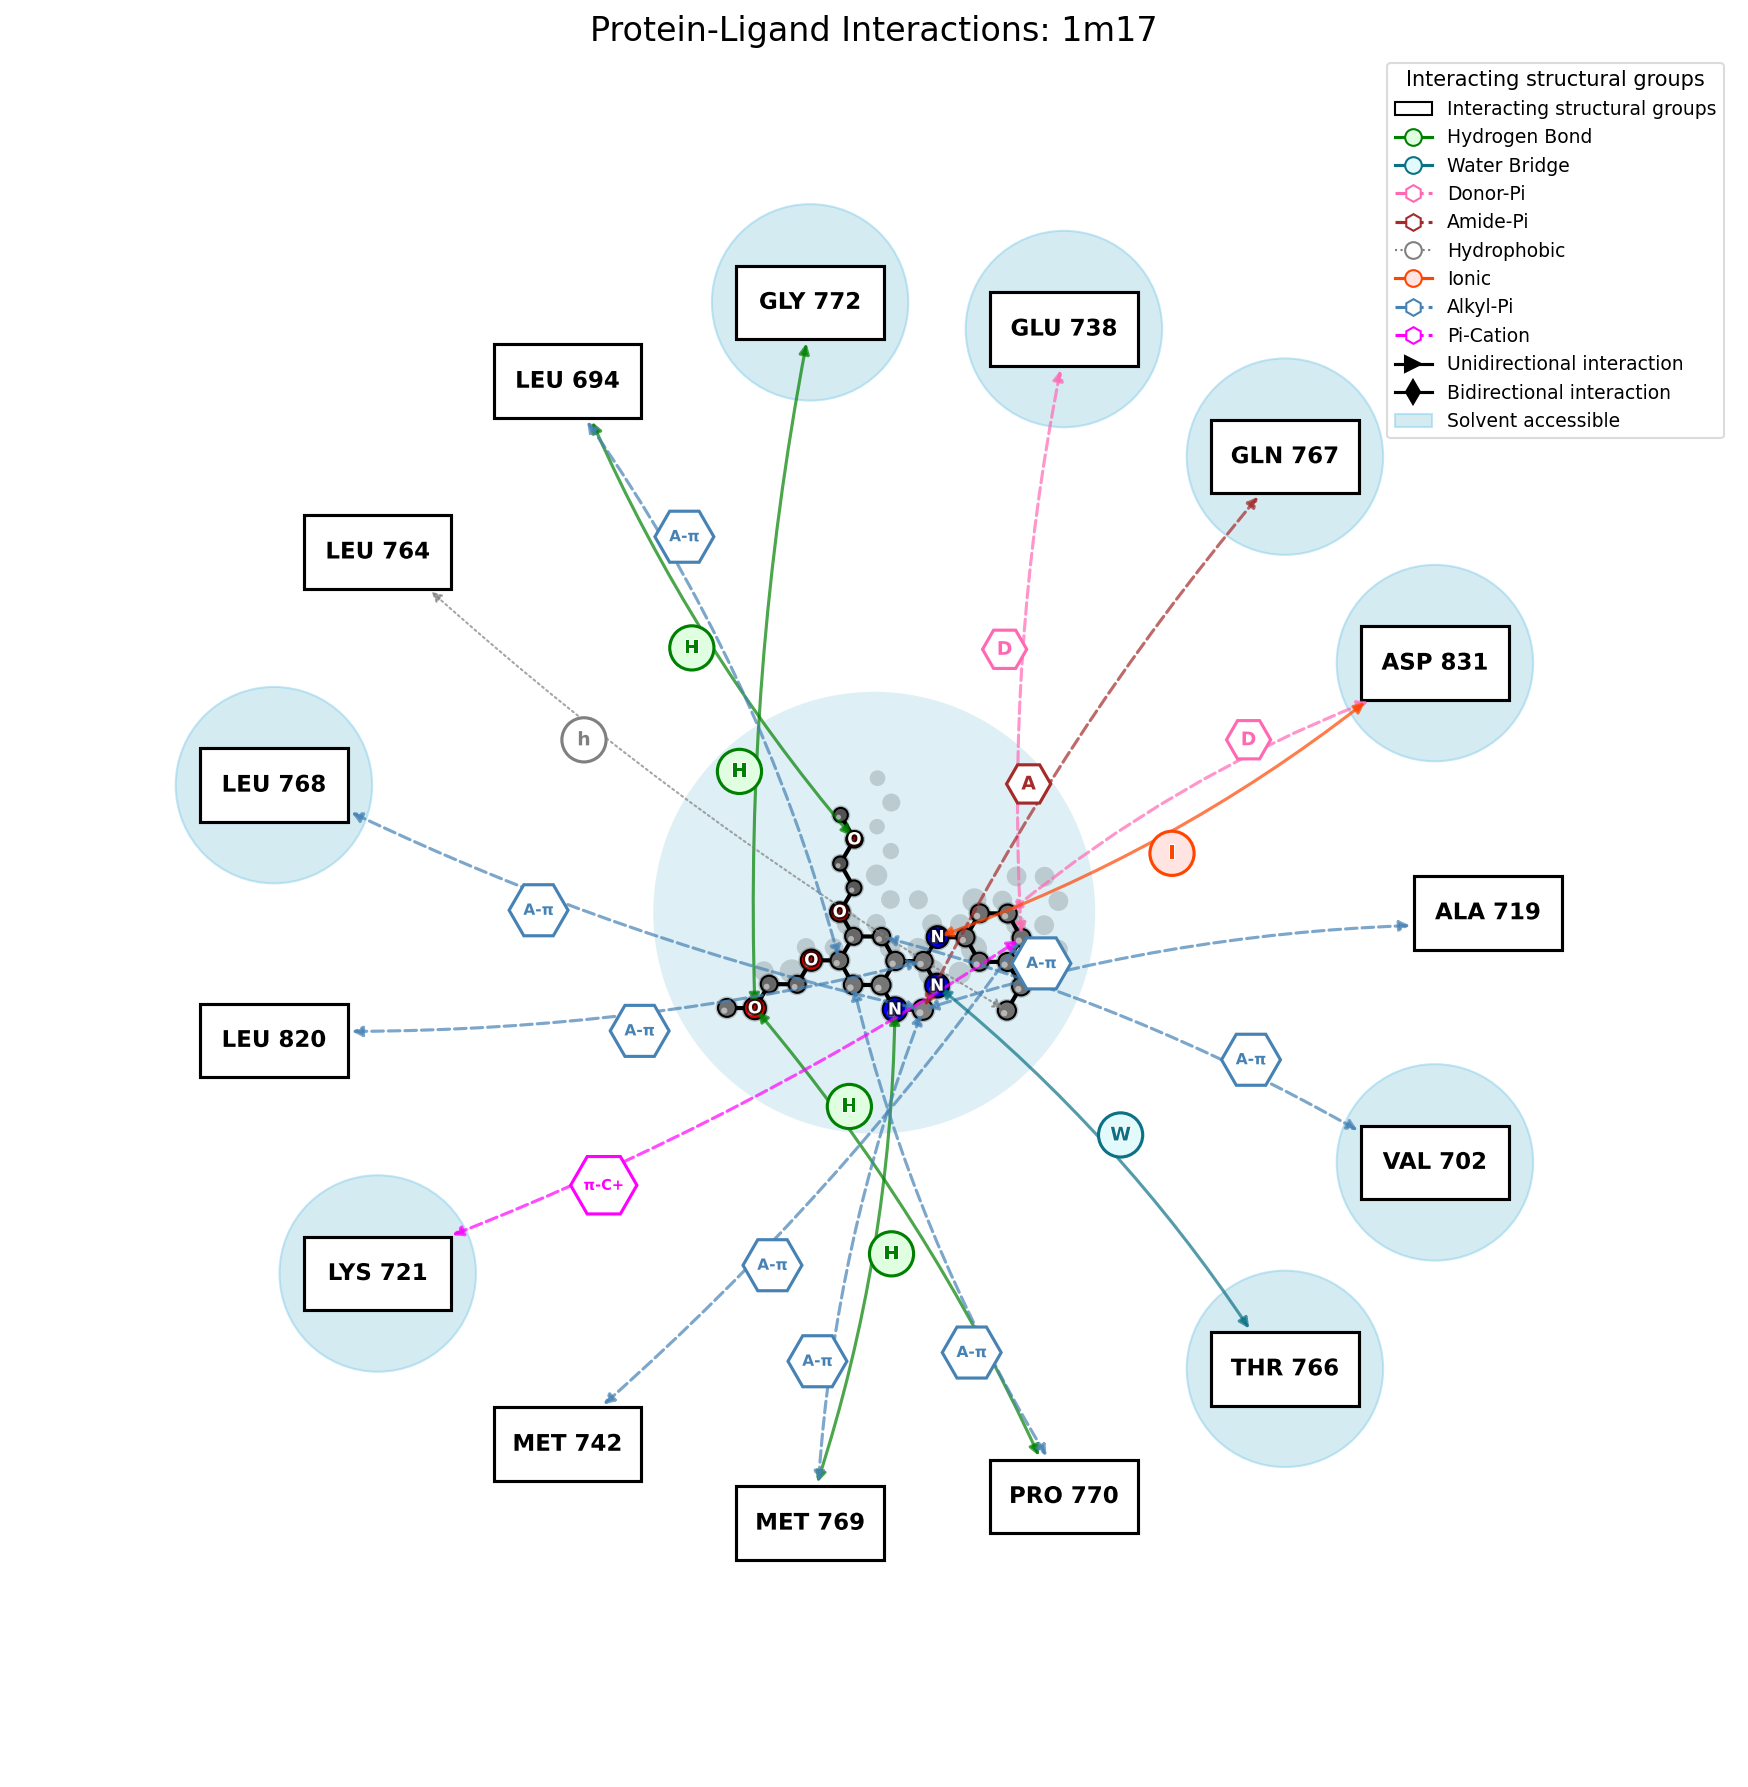 Protein-Ligand Interactions: 1m17
Interacting structural groups
Interacting structural groups
Hydrogen Bond
Water Bridge
Donor-Pi
Amide-Pi
Hydrophobic
Ionic
Alkyl-Pi
Pi-Cation
Unidirectional interaction
Bidirectional interaction
Solvent accessible
GLY 772
GLU 738
LEU 694
GLN 767
A-π
LEU 764
H
D
ASP 831
h
D
H
LEU 768
A
O
I
A-π
O
ALA 719
N
O
A-π
N
O
N
LEU 820
A-π
A-π
H
W
VAL 702
π-C+
LYS 721
H
A-π
A-π
A-π
THR 766
MET 742
PRO 770
MET 769